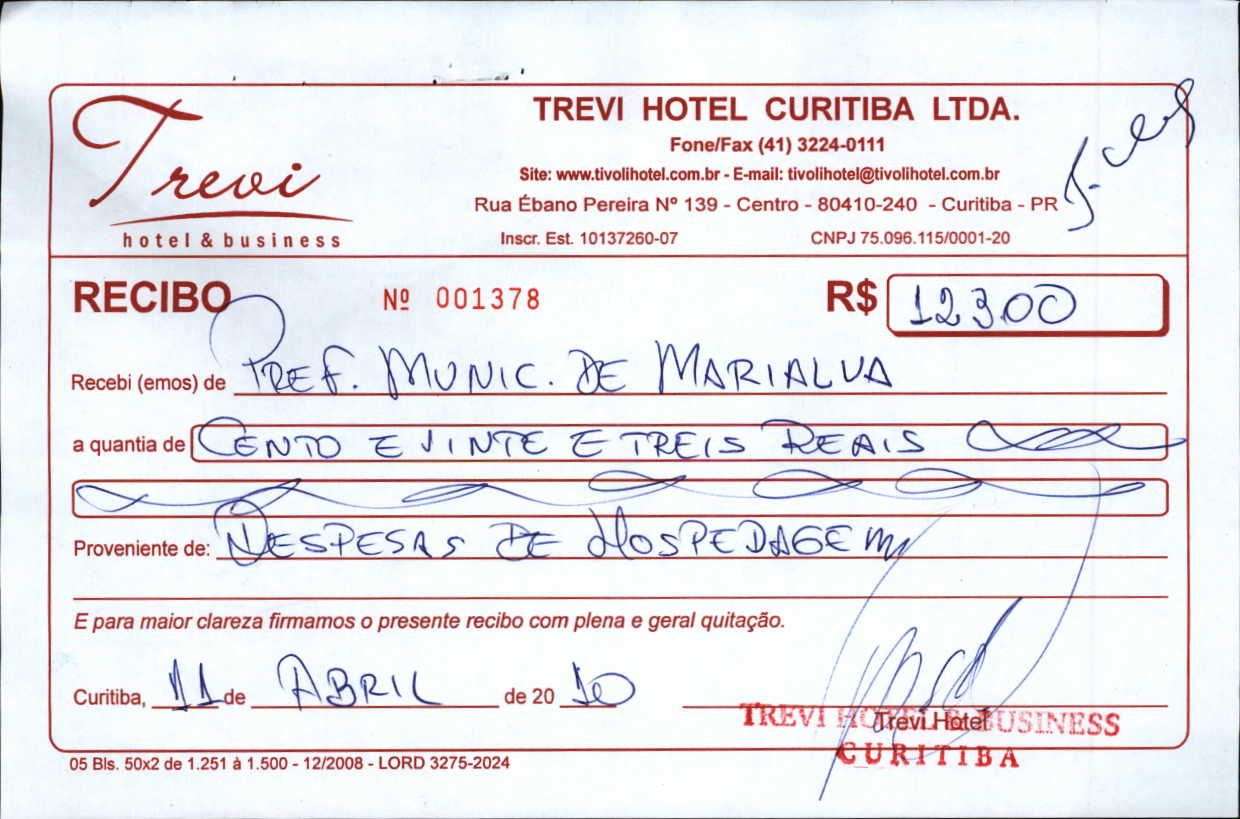 Trevi
hotel & business
TREVI HOTEL CURITIBA LTDA.
Fone/Fax (41) 3224-0111
Site: www.tivolihotel.com.br - E-mail: tivolihotel@tivolihotel.com.br
Rua Ébano Pereira Nº 139 - Centro - 80410-240 - Curitiba - PR
Inscr. Est. 10137260-07 CNPJ 75.096.115/0001-20
RECIBO Nº 001378 R$ 123.00
Recebi (emos) de PREF. MUNIC. DE MARIALVA
a quantia de CENTO E VINTE E TREIS REAIS
Proveniente de: DESPESAS DE HOSPEDAGEM
E para maior clareza firmamos o presente recibo com plena e geral quitação.
Curitiba, 11 de ABRIL de 20 10
Trevi Hotel
TREVI HOTEL & BUSINESS
CURITIBA
05 Bls. 50x2 de 1.251 à 1.500 - 12/2008 - LORD 3275-2024